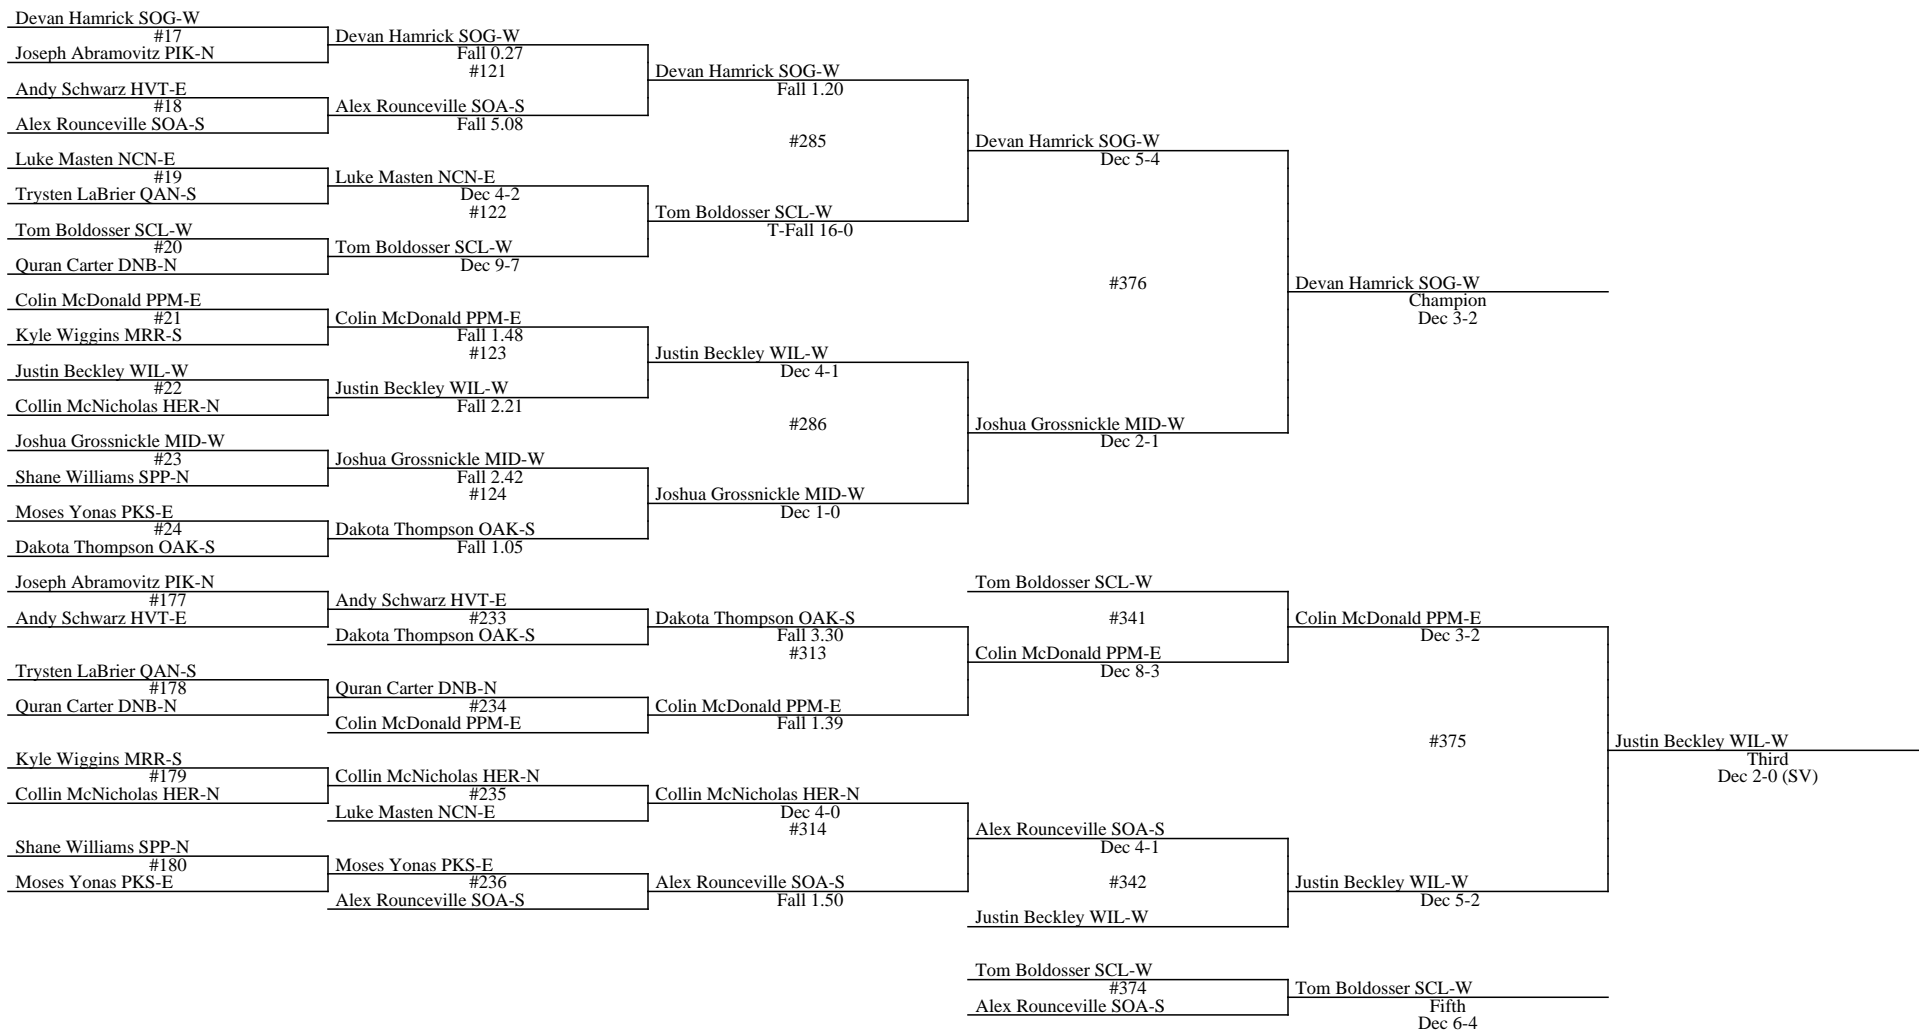 Devan Hamrick SOG-W
#17
Joseph Abramovitz PIK-N
Andy Schwarz HVT-E
#18
Alex Rounceville SOA-S
Luke Masten NCN-E
#19
Trysten LaBrier QAN-S
Tom Boldosser SCL-W
#20
Quran Carter DNB-N
Colin McDonald PPM-E
#21
Kyle Wiggins MRR-S
Justin Beckley WIL-W
#22
Collin McNicholas HER-N
Joshua Grossnickle MID-W
#23
Shane Williams SPP-N
Moses Yonas PKS-E
#24
Dakota Thompson OAK-S
Devan Hamrick SOG-W
Fall 0.27
#121
Alex Rounceville SOA-S
Fall 5.08
Luke Masten NCN-E
Dec 4-2
#122
Tom Boldosser SCL-W
Dec 9-7
Colin McDonald PPM-E
Fall 1.48
#123
Justin Beckley WIL-W
Fall 2.21
Joshua Grossnickle MID-W
Fall 2.42
#124
Dakota Thompson OAK-S
Fall 1.05
Devan Hamrick SOG-W
Fall 1.20
#285
Tom Boldosser SCL-W
T-Fall 16-0
Justin Beckley WIL-W
Dec 4-1
#286
Joshua Grossnickle MID-W
Dec 1-0
Devan Hamrick SOG-W
Dec 5-4
#376
Joshua Grossnickle MID-W
Dec 2-1
Devan Hamrick SOG-W
Champion
Dec 3-2
Joseph Abramovitz PIK-N
#177
Andy Schwarz HVT-E
Trysten LaBrier QAN-S
#178
Quran Carter DNB-N
Kyle Wiggins MRR-S
#179
Collin McNicholas HER-N
Shane Williams SPP-N
#180
Moses Yonas PKS-E
Andy Schwarz HVT-E
#233
Dakota Thompson OAK-S
Quran Carter DNB-N
#234
Colin McDonald PPM-E
Collin McNicholas HER-N
#235
Luke Masten NCN-E
Moses Yonas PKS-E
#236
Alex Rounceville SOA-S
Dakota Thompson OAK-S
Fall 3.30
#313
Colin McDonald PPM-E
Fall 1.39
Collin McNicholas HER-N
Dec 4-0
#314
Alex Rounceville SOA-S
Fall 1.50
Tom Boldosser SCL-W
#341
Colin McDonald PPM-E
Dec 8-3
Alex Rounceville SOA-S
Dec 4-1
#342
Justin Beckley WIL-W
Colin McDonald PPM-E
Dec 3-2
#375
Justin Beckley WIL-W
Dec 5-2
Justin Beckley WIL-W
Third
Dec 2-0 (SV)
Tom Boldosser SCL-W
#374
Alex Rounceville SOA-S
Tom Boldosser SCL-W
Fifth
Dec 6-4